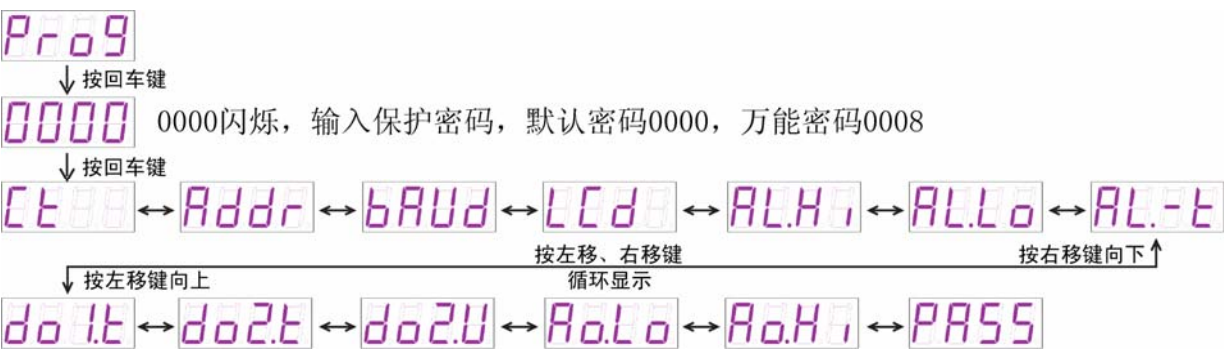 Prog
按回车键
0000 0000闪烁，输入保护密码，默认密码0000，万能密码0008
按回车键
Ct Addr bAUd LCd AL.Hi AL.Lo AL.-t
按左移、右移键 按右移键向下
按左移键向上 循环显示
do1.t do2.t do2.U Ao.Lo Ao.Hi PASS